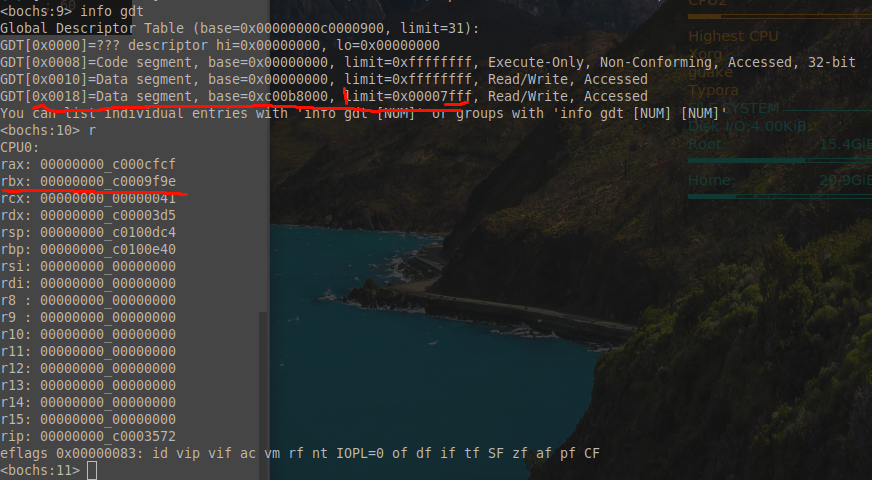 <bochs:9> info gdt
CPU2
Global Descriptor Table (base=0x00000000c0000900, limit=31):
Highest CPU
GDT[0x0000]=??? descriptor hi=0x00000000, lo=0x00000000
Xorg
GDT[0x0008]=Code segment, base=0x00000000, limit=0xffffffff, Execute-Only, Non-Conforming, Accessed, 32-bit
guake
GDT[0x0010]=Data segment, base=0x00000000, limit=0xffffffff, Read/Write, Accessed
Typora
GDT[0x0018]=Data segment, base=0xc00b8000, limit=0x00007fff, Read/Write, Accessed
SYSTEM
You can list individual entries with 'info gdt [NUM]' or groups with 'info gdt [NUM] [NUM]'
Disk I/O:4.00KiB
<bochs:10> r
Root: 15.4GiB
CPU0:
rax: 00000000_c000cfcf
rbx: 00000000_c0009f9e
Home: 20.9GiB
rcx: 00000000_00000041
rdx: 00000000_c00003d5
rsp: 00000000_c0100dc4
rbp: 00000000_c0100e40
rsi: 00000000_00000000
rdi: 00000000_00000000
r8 : 00000000_00000000
r9 : 00000000_00000000
r10: 00000000_00000000
r11: 00000000_00000000
r12: 00000000_00000000
r13: 00000000_00000000
r14: 00000000_00000000
r15: 00000000_00000000
rip: 00000000_c0003572
eflags 0x00000083: id vip vif ac vm rf nt IOPL=0 of df if tf SF zf af pf CF
<bochs:11>